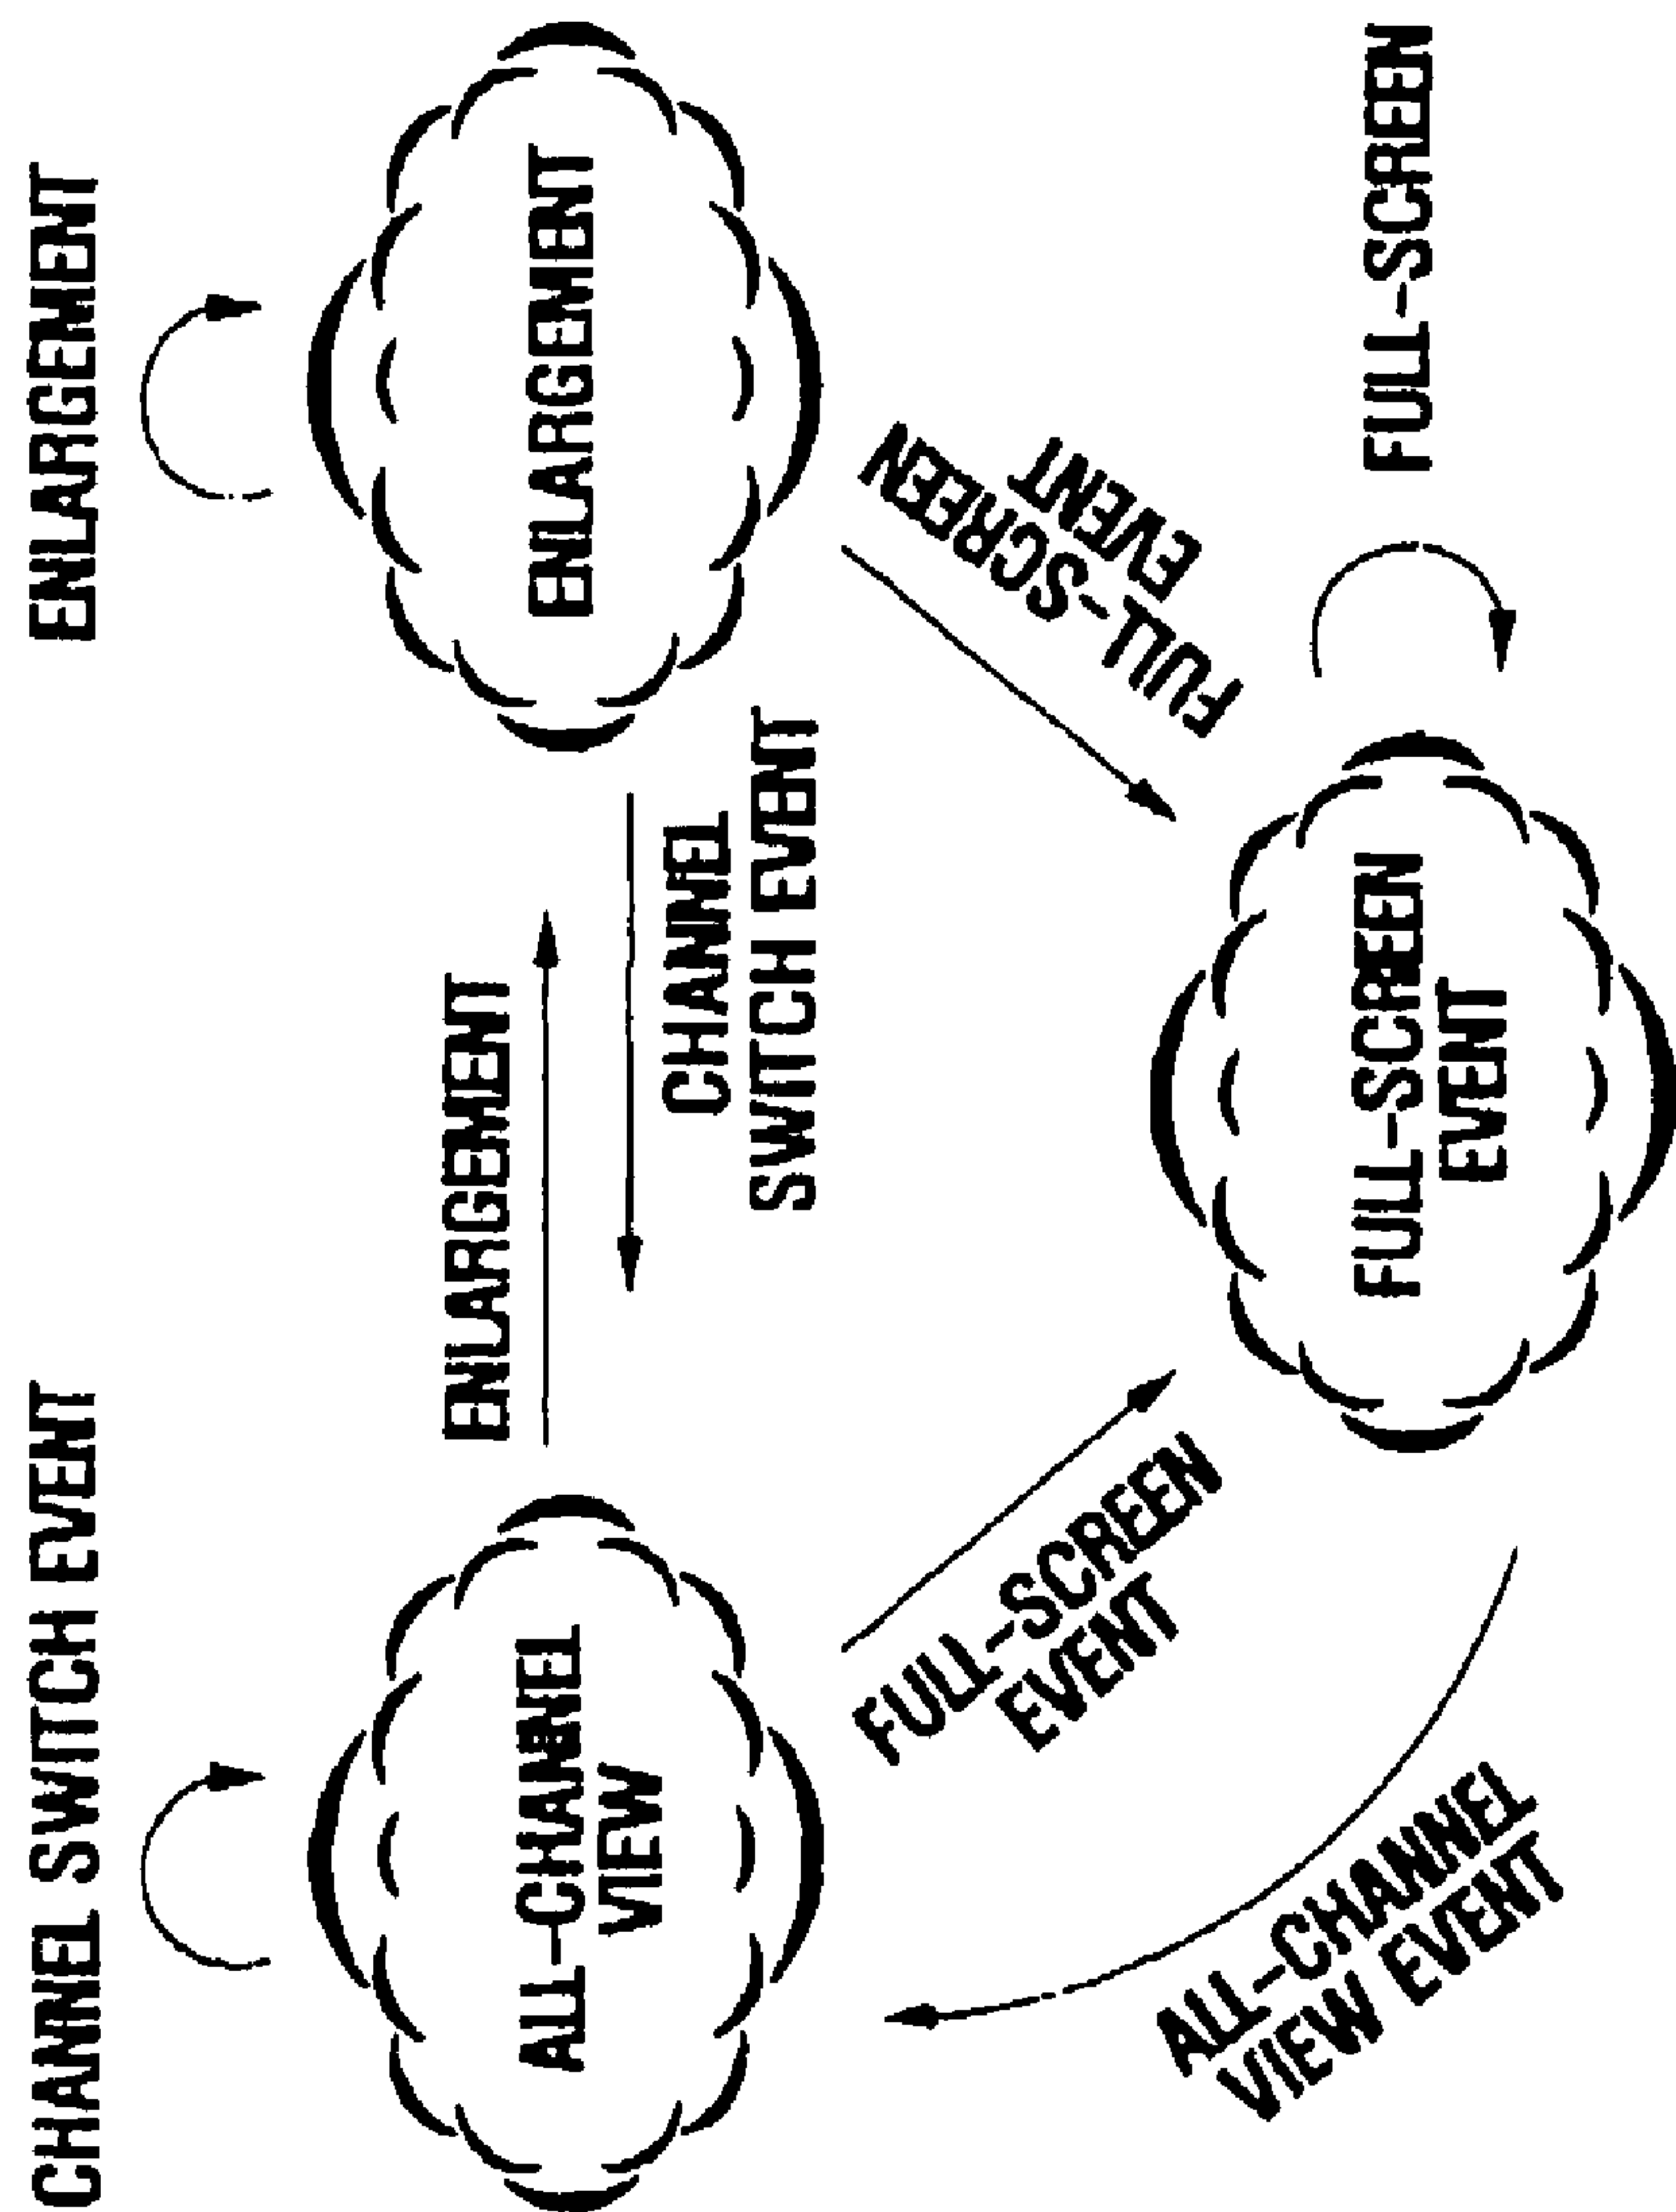 CHANNEL SWITCH EVENT
ENLARGEMENT
ENLARGEMENT
ALL-CHANNEL
VIEW
ENLARGEMENT
CHANNEL
SWITCH EVENT
FULL-SCREEN
EVENT
FULL-SCREEN
EVENT
FULL-SCREEN
EVENT
FULL-SCREEN
ALL-CHANNEL
VIEW EVENT